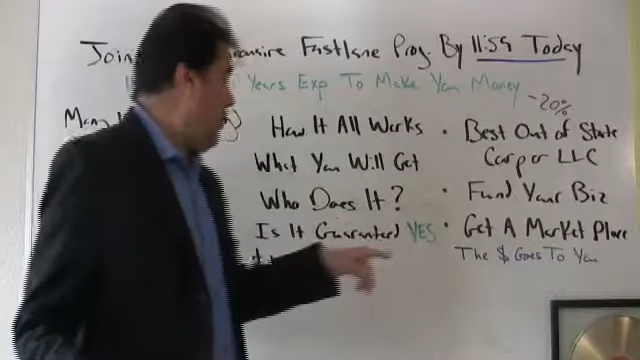 Join onaire Fastlane Prog. By 11:59 Today
Years Exp To Make You Money
-20%
Many
How It All Works
What You Will Get
Who Does It?
Is It Guaranteed YES
• Best Out of State
Corp or LLC
• Fund Your Biz
• Get A Market Place
The $ Goes To You